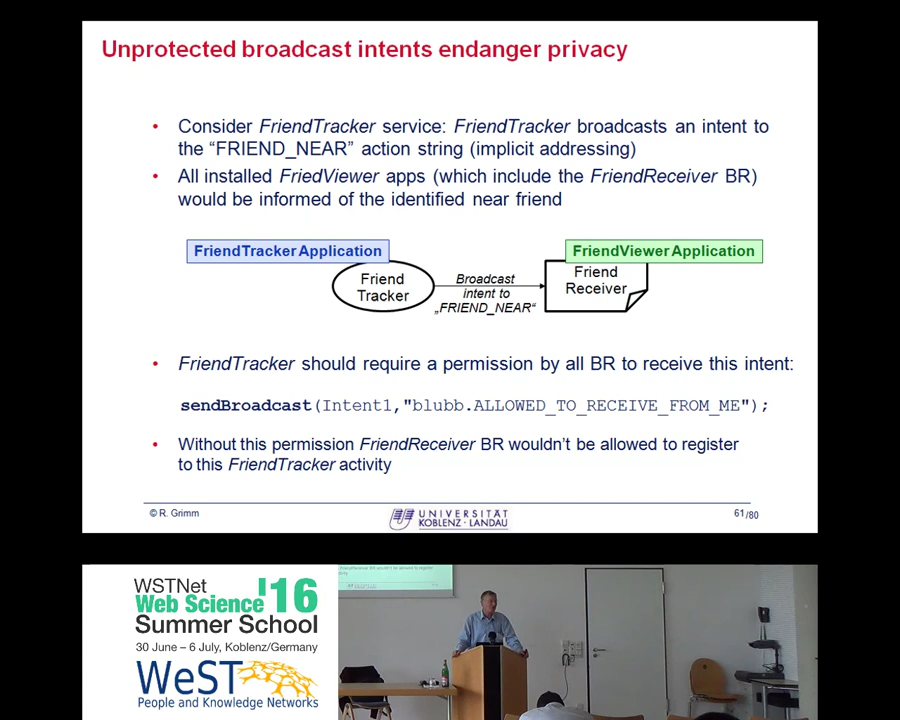 Unprotected broadcast intents endanger privacy
• Consider FriendTracker service: FriendTracker broadcasts an intent to
the “FRIEND_NEAR” action string (implicit addressing)
• All installed FriedViewer apps (which include the FriendReceiver BR)
would be informed of the identified near friend
FriendTracker Application
FriendViewer Application
Friend
Tracker
Broadcast
intent to
„FRIEND_NEAR“
Friend
Receiver
• FriendTracker should require a permission by all BR to receive this intent:
sendBroadcast(Intent1,"blubb.ALLOWED_TO_RECEIVE_FROM_ME");
• Without this permission FriendReceiver BR wouldn’t be allowed to register
to this FriendTracker activity
© R. Grimm
UNIVERSITÄT
KOBLENZ · LANDAU
61/80
WSTNet
Web Science '16
Summer School
30 June – 6 July, Koblenz/Germany
WeST
People and Knowledge Networks